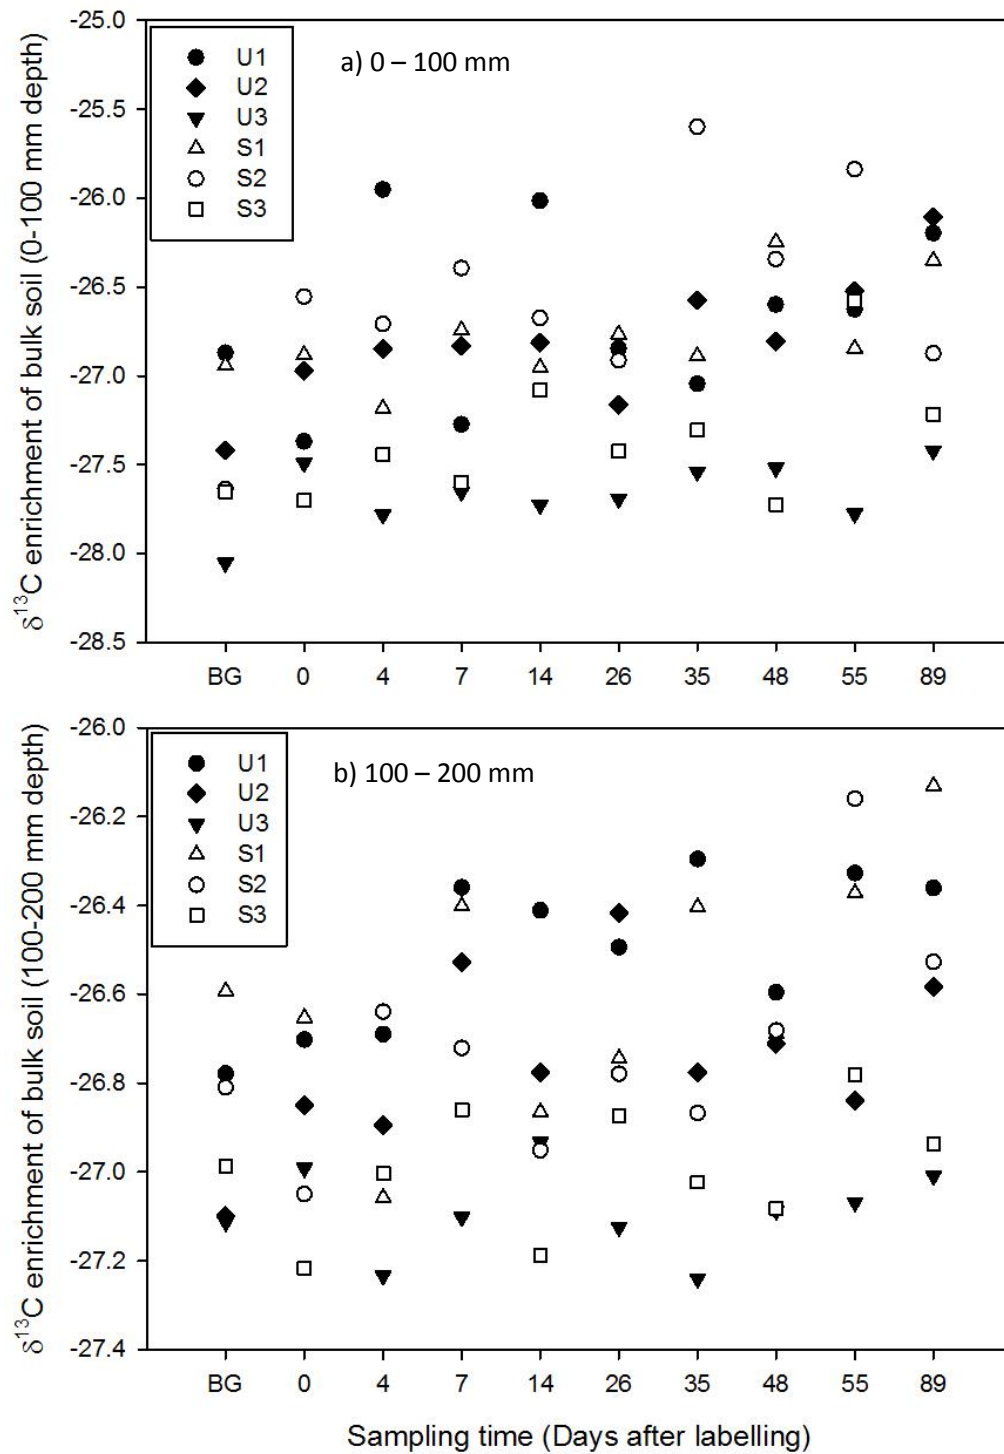 δ13C enrichment of bulk soil (0-100 mm depth)
-25.0
-25.5
-26.0
-26.5
-27.0
-27.5
-28.0
-28.5
U1
U2
U3
S1
S2
S3
a) 0 – 100 mm
BG 0 4 7 14 26 35 48 55 89
δ13C enrichment of bulk soil (100-200 mm depth)
-26.0
-26.2
-26.4
-26.6
-26.8
-27.0
-27.2
-27.4
U1
U2
U3
S1
S2
S3
b) 100 – 200 mm
BG 0 4 7 14 26 35 48 55 89
Sampling time (Days after labelling)